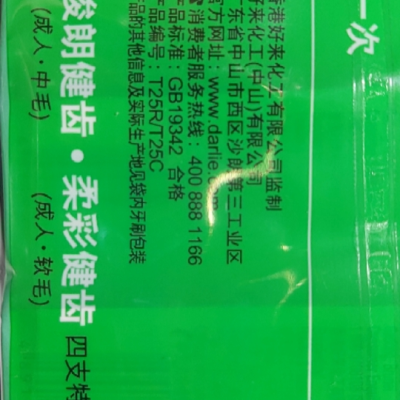 一次
香港好来化工有限公司监制
好来化工(中山)有限公司
广东省中山市西区沙朗第三工业区
官方网址：www.darlie.com
消费者服务热线：400 888 1166
产品标准：GB19342 合格
产品编号：T25R/T25C
产品的其他信息及实际生产地见袋内牙刷包装
骏朗健齿·柔彩健齿
(成人·中毛) (成人·软毛)
四支特